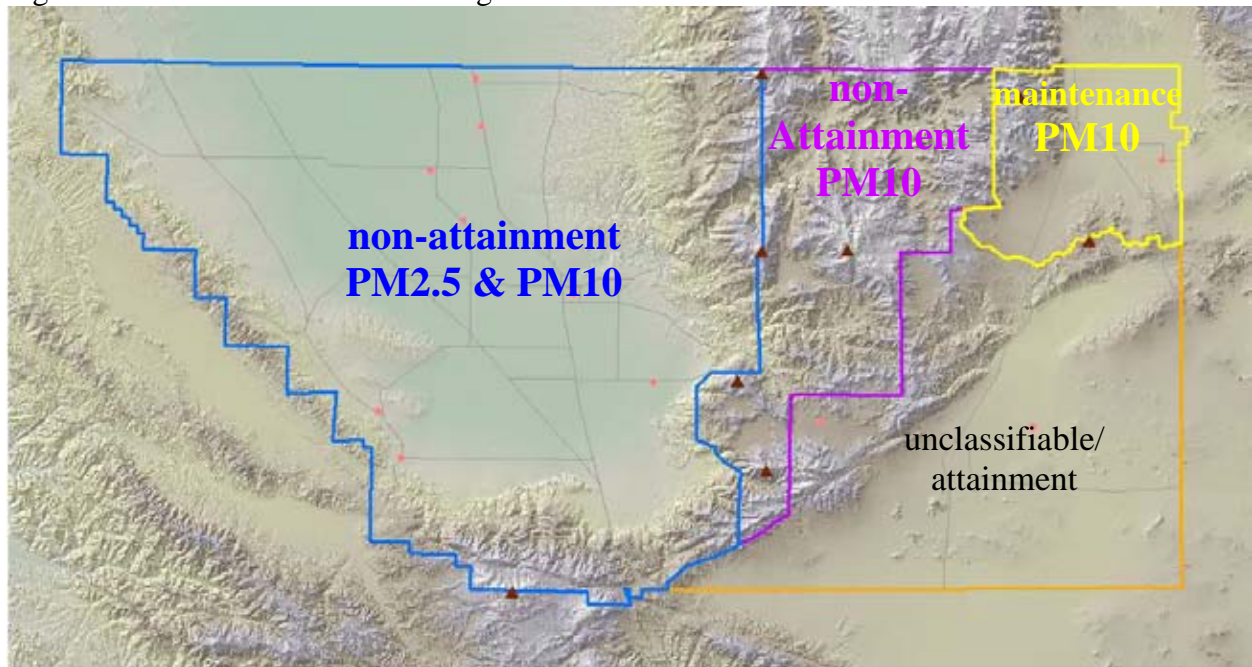 non-
Attainment
PM10
maintenance
PM10
non-attainment
PM2.5 & PM10
unclassifiable/
attainment